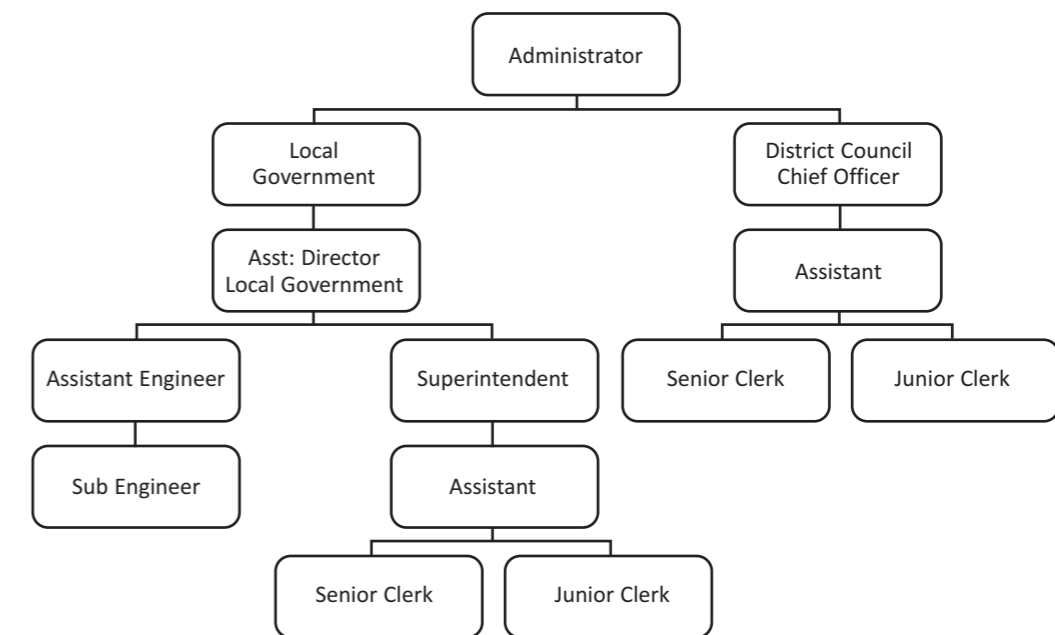 Administrator
Local
Government
District Council
Chief Officer
Asst: Director
Local Government
Assistant
Assistant Engineer
Superintendent
Senior Clerk
Junior Clerk
Sub Engineer
Assistant
Senior Clerk
Junior Clerk